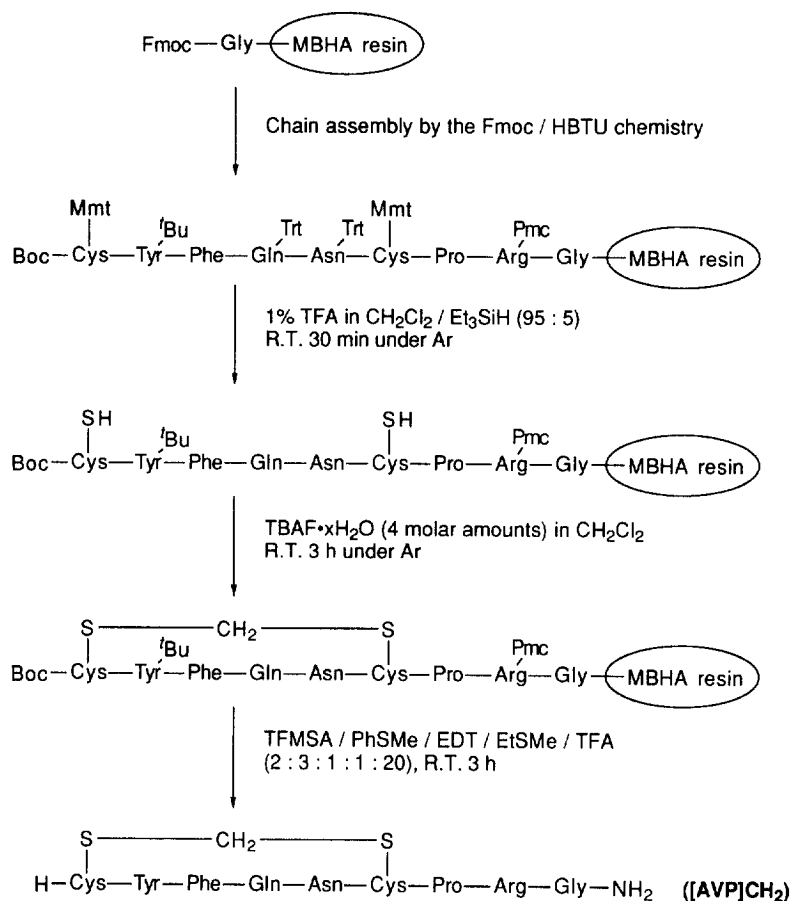 Fmoc—Gly—MBHA resin
Chain assembly by the Fmoc / HBTU chemistry
Mmt Mmt
ᵗBu Trt Trt Pmc
Boc—Cys—Tyr—Phe—Gln—Asn—Cys—Pro—Arg—Gly—MBHA resin
1% TFA in CH₂Cl₂ / Et₃SiH (95 : 5)
R.T. 30 min under Ar
SH SH
ᵗBu Pmc
Boc—Cys—Tyr—Phe—Gln—Asn—Cys—Pro—Arg—Gly—MBHA resin
TBAF•xH₂O (4 molar amounts) in CH₂Cl₂
R.T. 3 h under Ar
S—CH₂—S
ᵗBu Pmc
Boc—Cys—Tyr—Phe—Gln—Asn—Cys—Pro—Arg—Gly—MBHA resin
TFMSA / PhSMe / EDT / EtSMe / TFA
(2 : 3 : 1 : 1 : 20), R.T. 3 h
S—CH₂—S
H—Cys—Tyr—Phe—Gln—Asn—Cys—Pro—Arg—Gly—NH₂ ([AVP]CH₂)